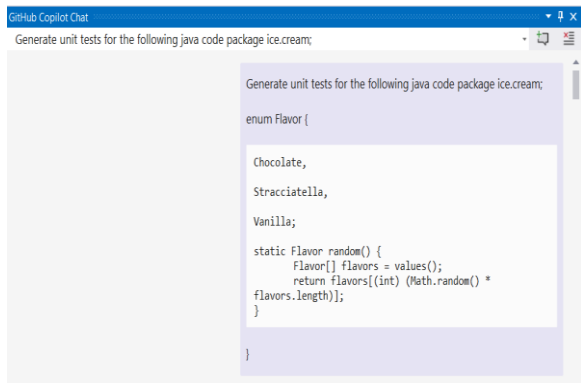 GitHub Copilot Chat
Generate unit tests for the following java code package ice.cream;
Generate unit tests for the following java code package ice.cream;
enum Flavor {
Chocolate,
Stracciatella,
Vanilla;
static Flavor random() {
Flavor[] flavors = values();
return flavors[(int) (Math.random() *
flavors.length)];
}
}